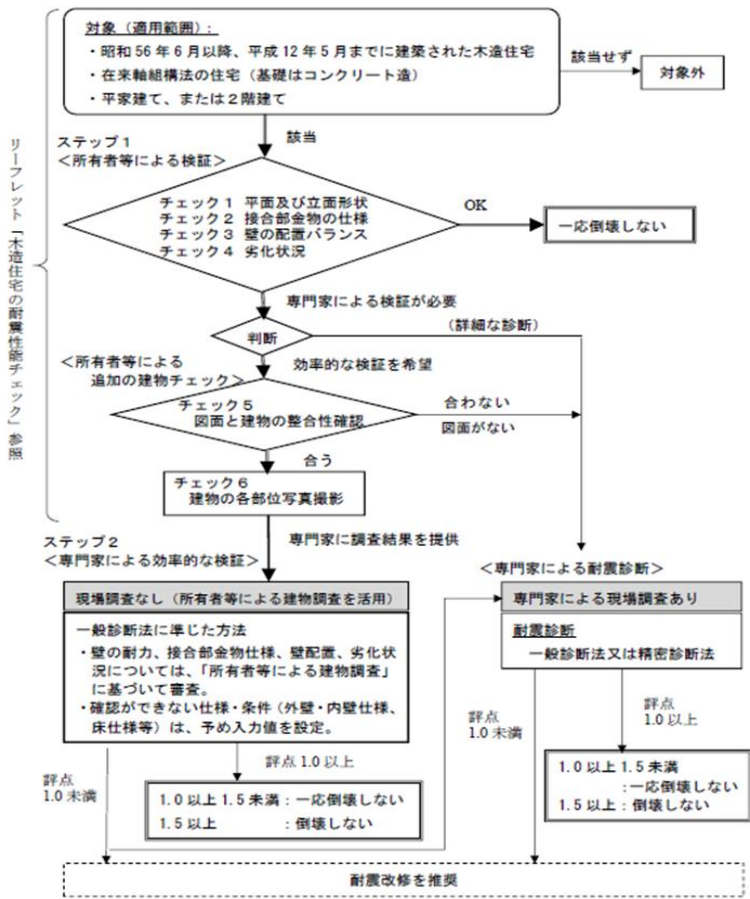 対象（適用範囲）：
・昭和 56 年 6 月以降、平成 12 年 5 月までに建築された木造住宅
・在来軸組構法の住宅（基礎はコンクリート造）
・平家建て、または２階建て
該当せず
対象外
該当
リーフレット「木造住宅の耐震性能チェック」参照
ステップ１
＜所有者等による検証＞
チェック１ 平面及び立面形状
チェック２ 接合部金物の仕様
チェック３ 壁の配置バランス
チェック４ 劣化状況
OK
一応倒壊しない
専門家による検証が必要
判断
（詳細な診断）
効率的な検証を希望
＜所有者等による
追加の建物チェック＞
チェック５
図面と建物の整合性確認
合わない
図面がない
合う
チェック６
建物の各部位写真撮影
専門家に調査結果を提供
ステップ２
＜専門家による効率的な検証＞
現場調査なし（所有者等による建物調査を活用）
一般診断法に準じた方法
・壁の耐力、接合部金物仕様、壁配置、劣化状
況については、「所有者等による建物調査」
に基づいて審査。
・確認ができない仕様・条件（外壁・内壁仕様、
床仕様等）は、予め入力値を設定。
＜専門家による耐震診断＞
専門家による現場調査あり
耐震診断
一般診断法又は精密診断法
評点
1.0 未満
評点 1.0 以上
1.0 以上 1.5 未満：一応倒壊しない
1.5 以上　　　　：倒壊しない
評点
1.0 未満
評点
1.0 以上
1.0 以上 1.5 未満
：一応倒壊しない
1.5 以上：倒壊しない
耐震改修を推奨